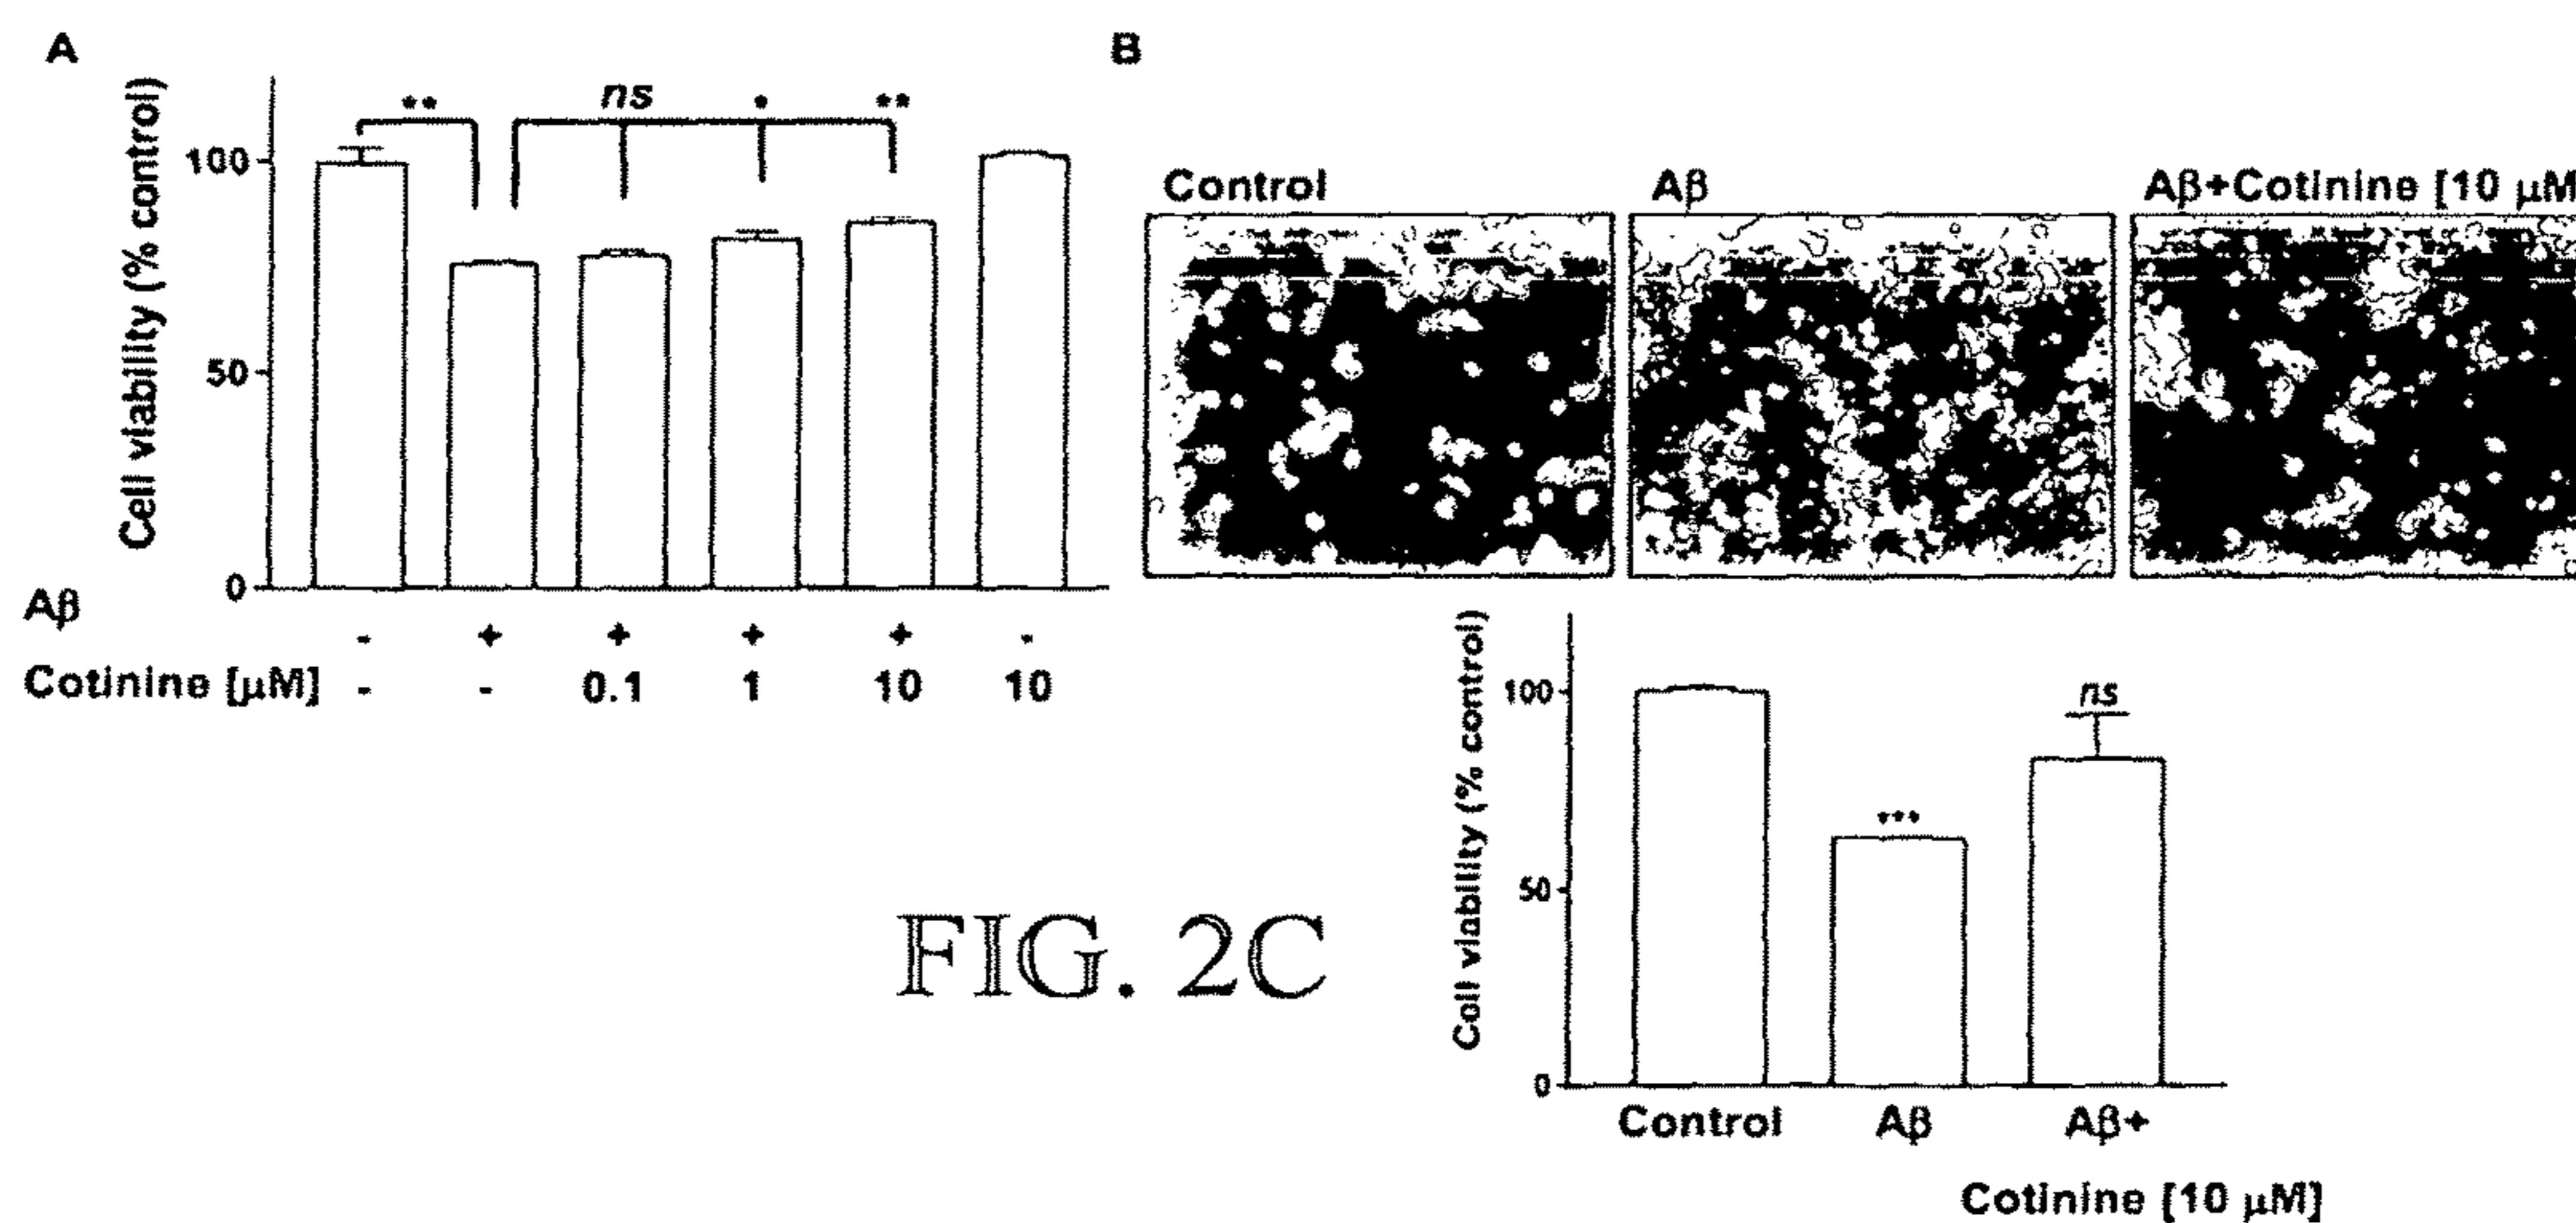 A
Cell viability (% control)
** ns * **
100
50
0
Aβ - + + + + -
Cotinine [μM] - - 0.1 1 10 10
B
Control Aβ Aβ+Cotinine [10 μM
Cell viability (% control)
100
50
0
***
ns
Control Aβ Aβ+
Cotinine [10 μM]
FIG. 2C